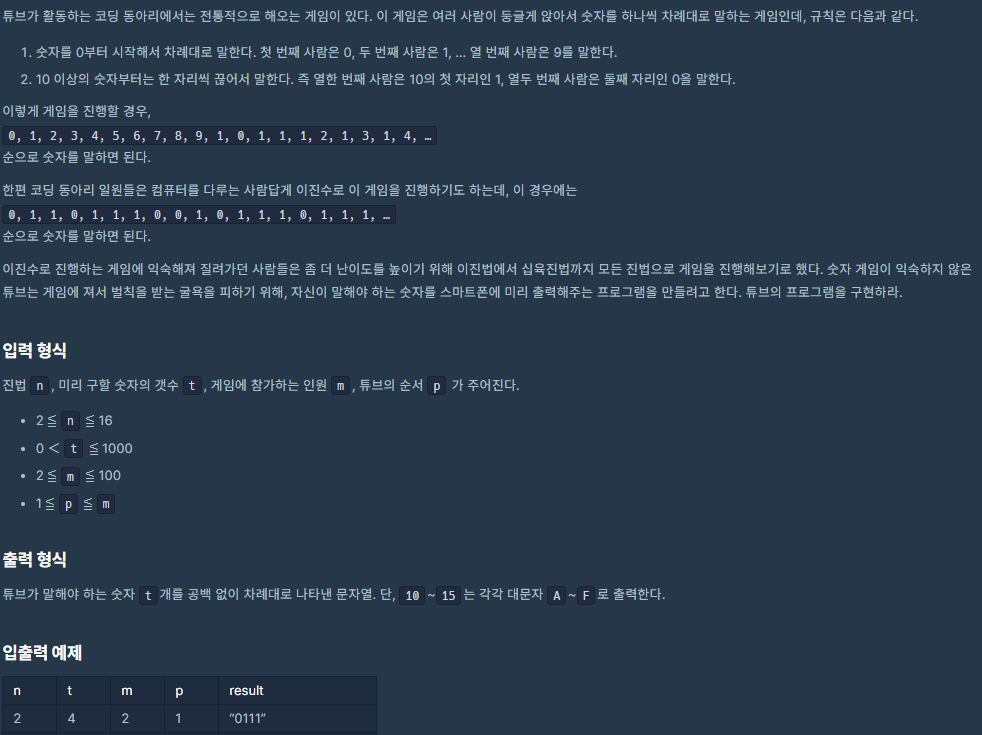 튜브가 활동하는 코딩 동아리에서는 전통적으로 해오는 게임이 있다. 이 게임은 여러 사람이 둥글게 앉아서 숫자를 하나씩 차례대로 말하는 게임인데, 규칙은 다음과 같다.
1. 숫자를 0부터 시작해서 차례대로 말한다. 첫 번째 사람은 0, 두 번째 사람은 1, … 열 번째 사람은 9를 말한다.
2. 10 이상의 숫자부터는 한 자리씩 끊어서 말한다. 즉 열한 번째 사람은 10의 첫 자리인 1, 열두 번째 사람은 둘째 자리인 0을 말한다.
이렇게 게임을 진행할 경우,
0, 1, 2, 3, 4, 5, 6, 7, 8, 9, 1, 0, 1, 1, 1, 2, 1, 3, 1, 4, …
순으로 숫자를 말하면 된다.
한편 코딩 동아리 일원들은 컴퓨터를 다루는 사람답게 이진수로 이 게임을 진행하기도 하는데, 이 경우에는
0, 1, 1, 0, 1, 1, 1, 0, 0, 1, 0, 1, 1, 1, 0, 1, 1, 1, …
순으로 숫자를 말하면 된다.
이진수로 진행하는 게임에 익숙해져 질려가던 사람들은 좀 더 난이도를 높이기 위해 이진법에서 십육진법까지 모든 진법으로 게임을 진행해보기로 했다. 숫자 게임이 익숙하지 않은
튜브는 게임에 져서 벌칙을 받는 굴욕을 피하기 위해, 자신이 말해야 하는 숫자를 스마트폰에 미리 출력해주는 프로그램을 만들려고 한다. 튜브의 프로그램을 구현하라.
입력 형식
진법 n, 미리 구할 숫자의 갯수 t, 게임에 참가하는 인원 m, 튜브의 순서 p 가 주어진다.
• 2 ≦ n ≦ 16
• 0 < t ≦ 1000
• 2 ≦ m ≦ 100
• 1 ≦ p ≦ m
출력 형식
튜브가 말해야 하는 숫자 t개를 공백 없이 차례대로 나타낸 문자열. 단, 10~15는 각각 대문자 A~F로 출력한다.
입출력 예제
n t m p result
2 4 2 1 “0111”